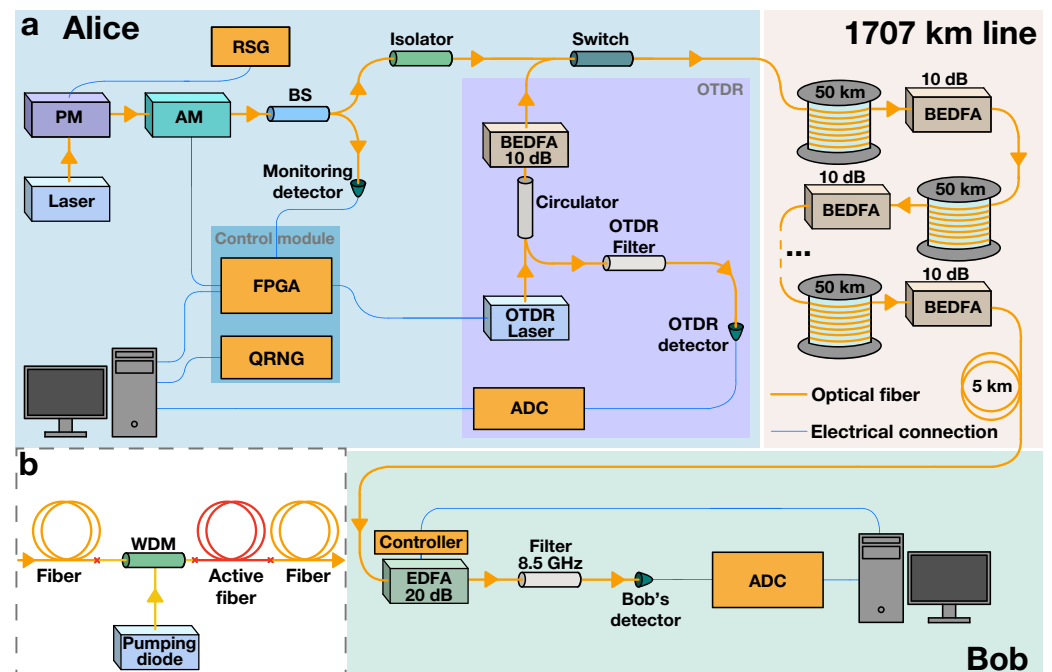 a Alice
RSG
Isolator
Switch
1707 km line
PM
AM
BS
OTDR
50 km
10 dB
BEDFA
BEDFA
10 dB
Monitoring
detector
Laser
Circulator
10 dB
BEDFA
50 km
Control module
OTDR
Filter
...
FPGA
OTDR
Laser
50 km
10 dB
BEDFA
OTDR
detector
QRNG
5 km
ADC
Optical fiber
Electrical connection
b
WDM
Fiber
Active
fiber
Fiber
Pumping
diode
Controller
EDFA
20 dB
Filter
8.5 GHz
Bob's
detector
ADC
Bob